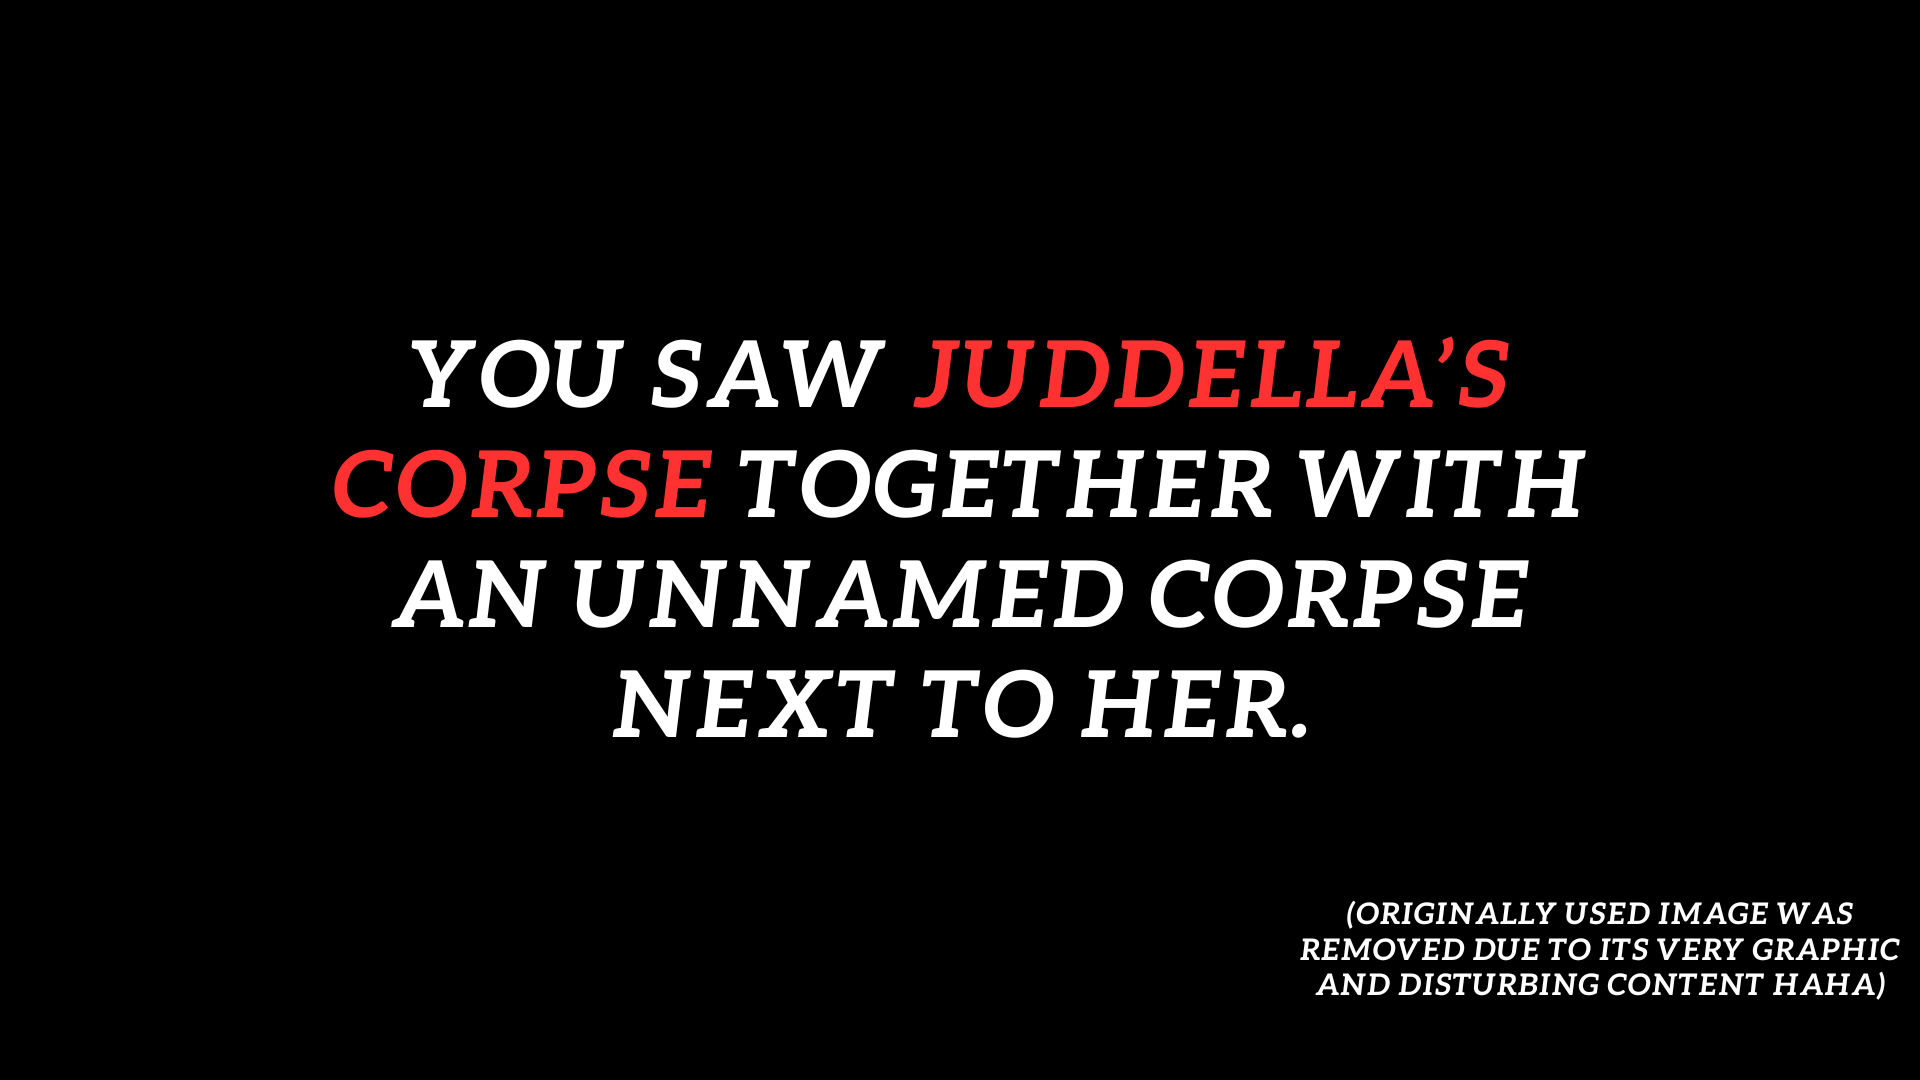 YOU SAW JUDDELLA’S
CORPSE TOGETHER WITH
AN UNNAMED CORPSE
NEXT TO HER.
(ORIGINALLY USED IMAGE WAS
REMOVED DUE TO ITS VERY GRAPHIC
AND DISTURBING CONTENT HAHA)